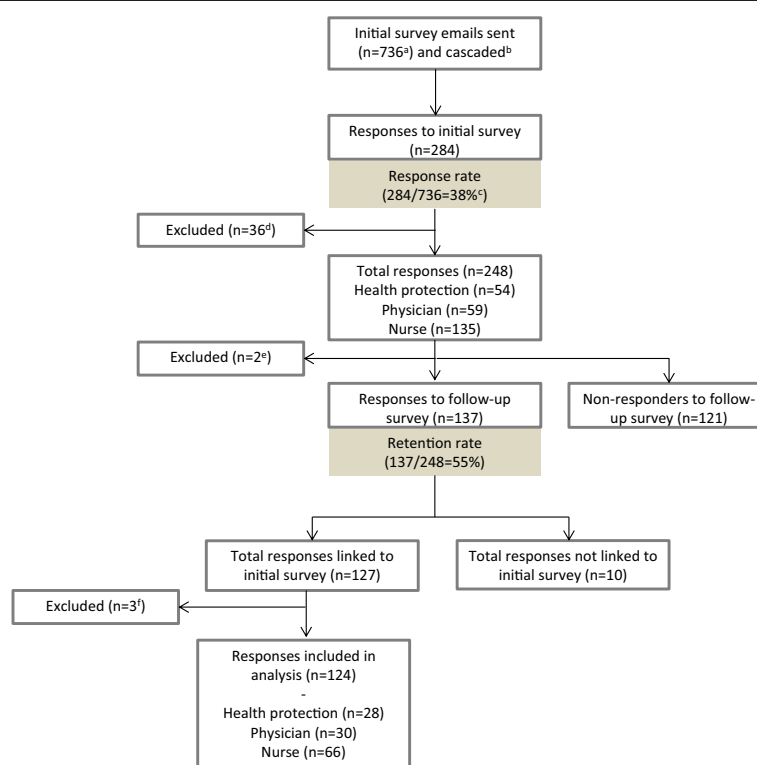 Initial survey emails sent
(n=736ᵃ) and cascadedᵇ
Responses to initial survey
(n=284)
Response rate
(284/736=38%ᶜ)
Excluded (n=36ᵈ)
Total responses (n=248)
Health protection (n=54)
Physician (n=59)
Nurse (n=135)
Excluded (n=2ᵉ)
Responses to follow-up
survey (n=137)
Non-responders to follow-
up survey (n=121)
Retention rate
(137/248=55%)
Total responses linked to
initial survey (n=127)
Total responses not linked to
initial survey (n=10)
Excluded (n=3ᶠ)
Responses included in
analysis (n=124)
-
Health protection (n=28)
Physician (n=30)
Nurse (n=66)